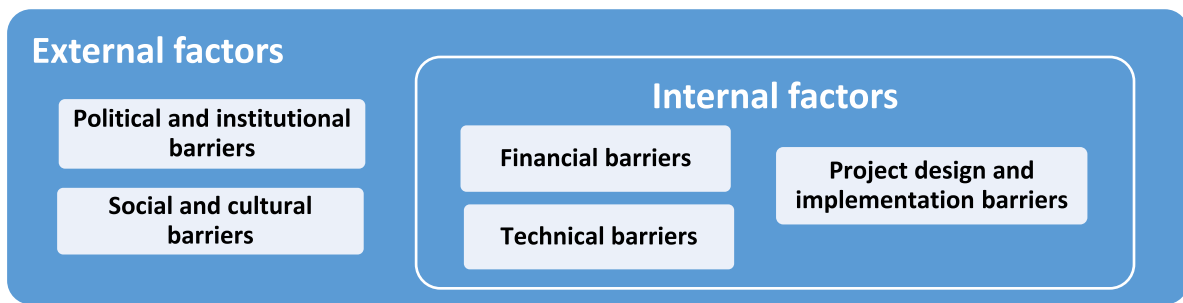 External factors
Political and institutional
barriers
Social and cultural
barriers
Internal factors
Financial barriers
Technical barriers
Project design and
implementation barriers